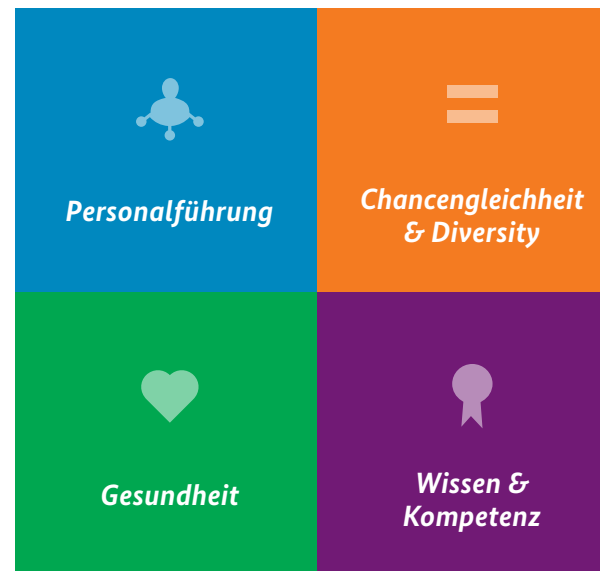 Personalführung
Chancengleichheit
& Diversity
Gesundheit
Wissen &
Kompetenz